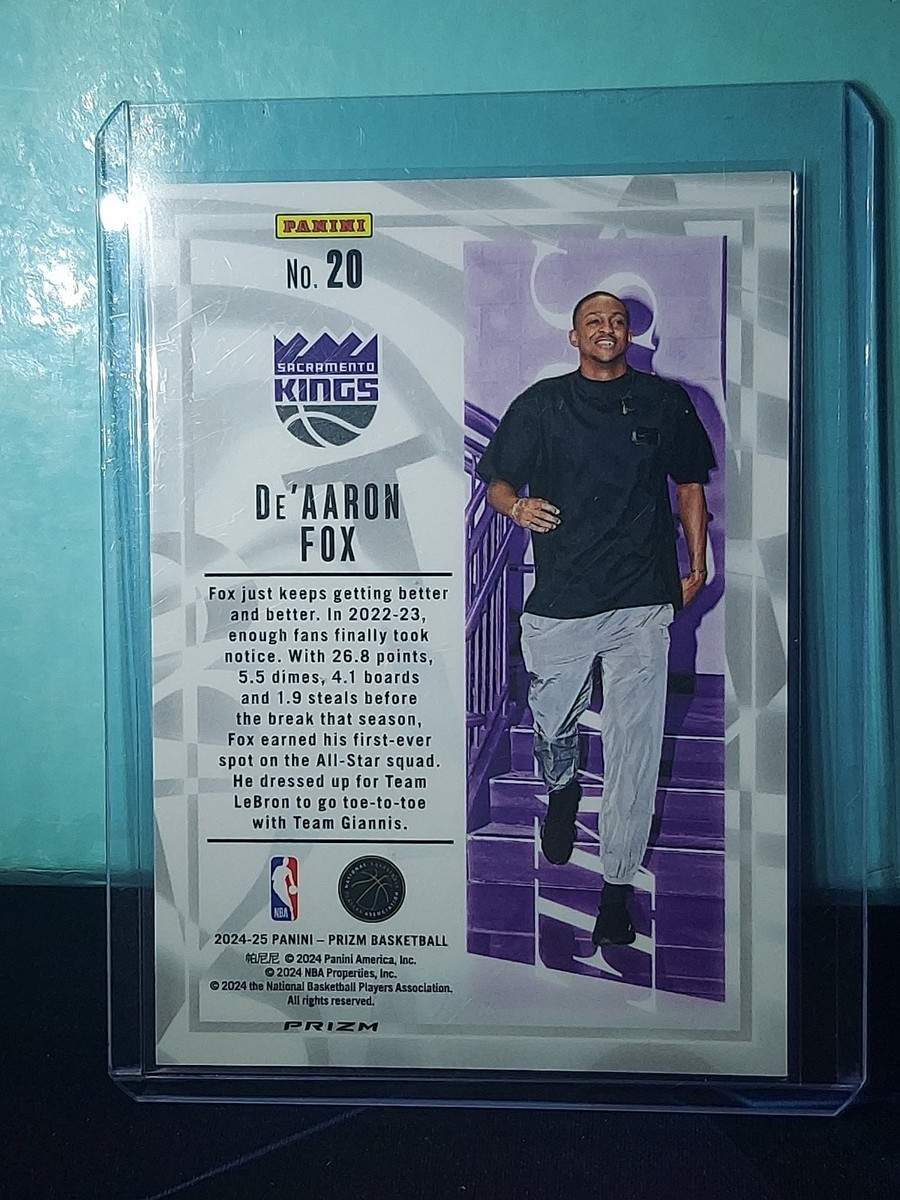 PANINI
No. 20
SACRAMENTO
KINGS
De'AARON
FOX
Fox just keeps getting better
and better. In 2022-23,
enough fans finally took
notice. With 26.8 points,
5.5 dimes, 4.1 boards
and 1.9 steals before
the break that season,
Fox earned his first-ever
spot on the All-Star squad.
He dressed up for Team
LeBron to go toe-to-toe
with Team Giannis.
NBA
2024-25 PANINI – PRIZM BASKETBALL
帕尼尼 © 2024 Panini America, Inc.
© 2024 NBA Properties, Inc.
© 2024 the National Basketball Players Association.
All rights reserved.
PRIZM